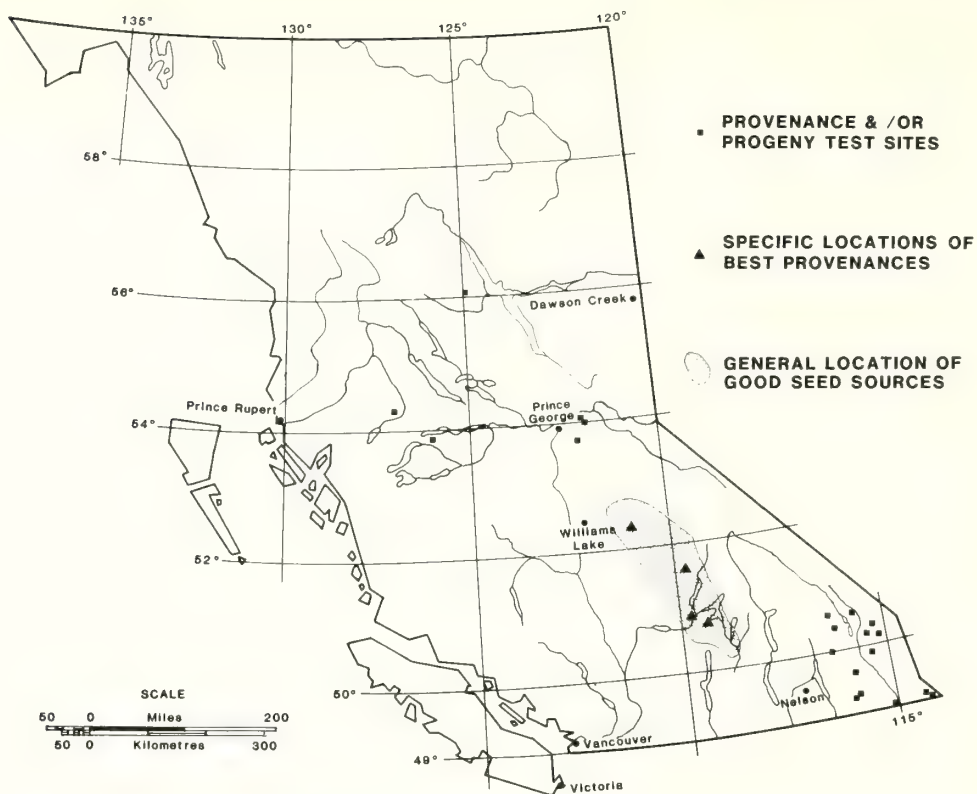 135°
130°
125°
120°
58°
56°
54°
52°
50°
49°
115°
Dawson Creek
Prince Rupert
Prince
George
Williams
Lake
Nelson
Vancouver
Victoria
PROVENANCE & /OR
PROGENY TEST SITES
SPECIFIC LOCATIONS OF
BEST PROVENANCES
GENERAL LOCATION OF
GOOD SEED SOURCES
SCALE
50 0 Miles 200
50 0 Kilometres 300